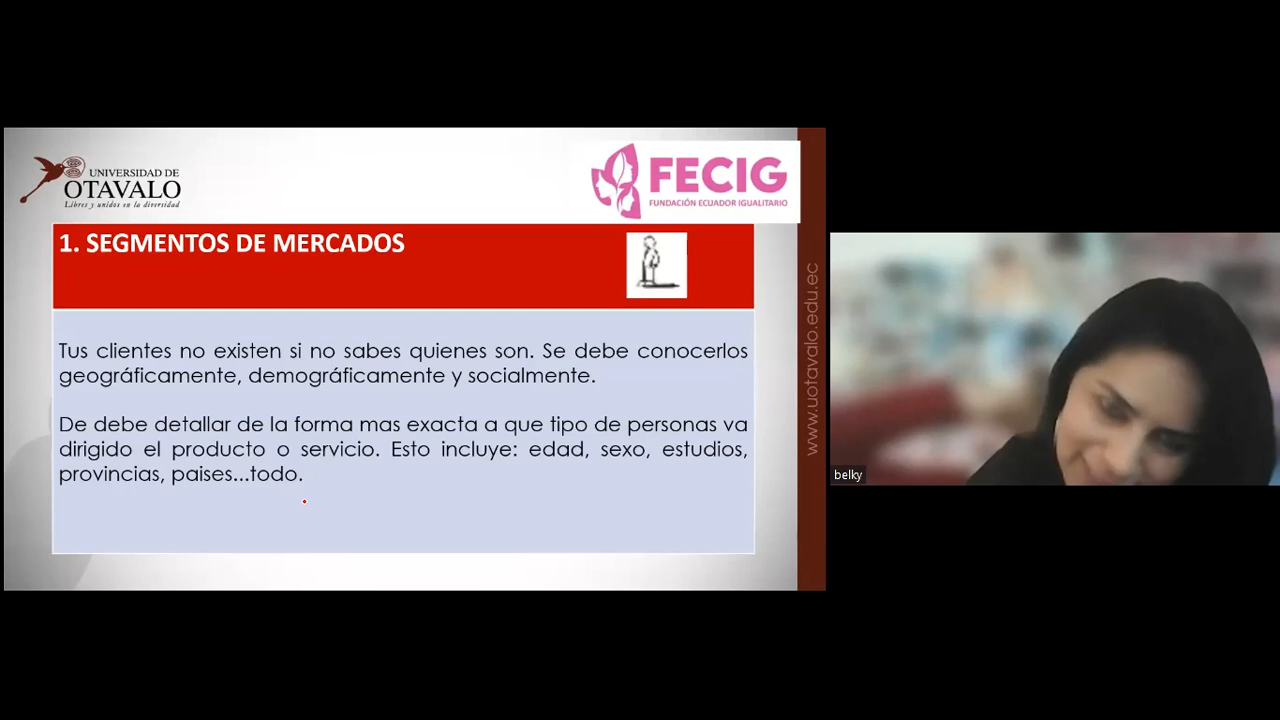 UNIVERSIDAD DE
OTAVALO
Libres y unidos en la diversidad
FECIG
FUNDACIÓN ECUADOR IGUALITARIO
1. SEGMENTOS DE MERCADOS
Tus clientes no existen si no sabes quienes son. Se debe conocerlos
geográficamente, demográficamente y socialmente.
De debe detallar de la forma mas exacta a que tipo de personas va
dirigido el producto o servicio. Esto incluye: edad, sexo, estudios,
provincias, paises...todo.
www.uotavalo.edu.ec
belky